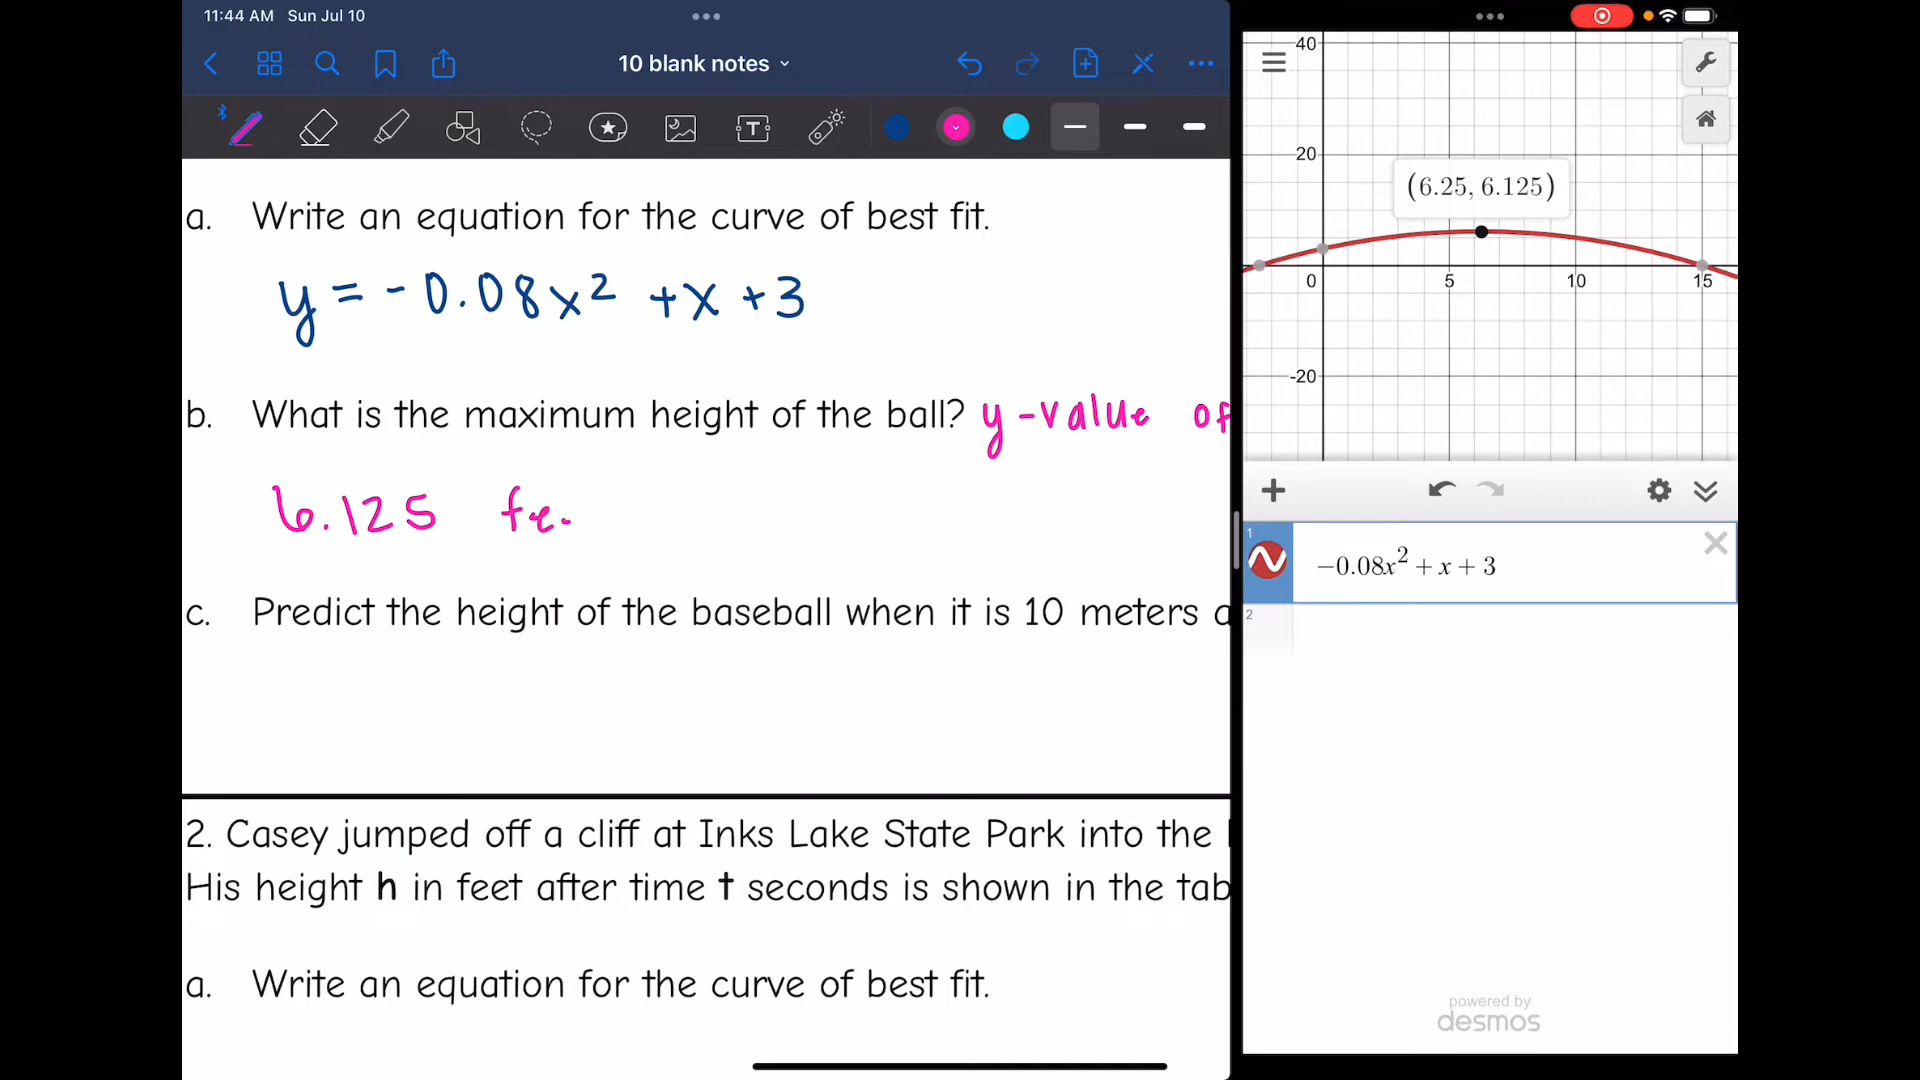 11:44 AM Sun Jul 10
10 blank notes
a. Write an equation for the curve of best fit.
y = -0.08x² + x + 3
b. What is the maximum height of the ball? y-value of
6.125 fe.
c. Predict the height of the baseball when it is 10 meters a
2. Casey jumped off a cliff at Inks Lake State Park into the
His height h in feet after time t seconds is shown in the tab
a. Write an equation for the curve of best fit.
40
20
(6.25, 6.125)
0 5 10 15
-20
1
−0.08x² + x + 3
2
powered by
desmos